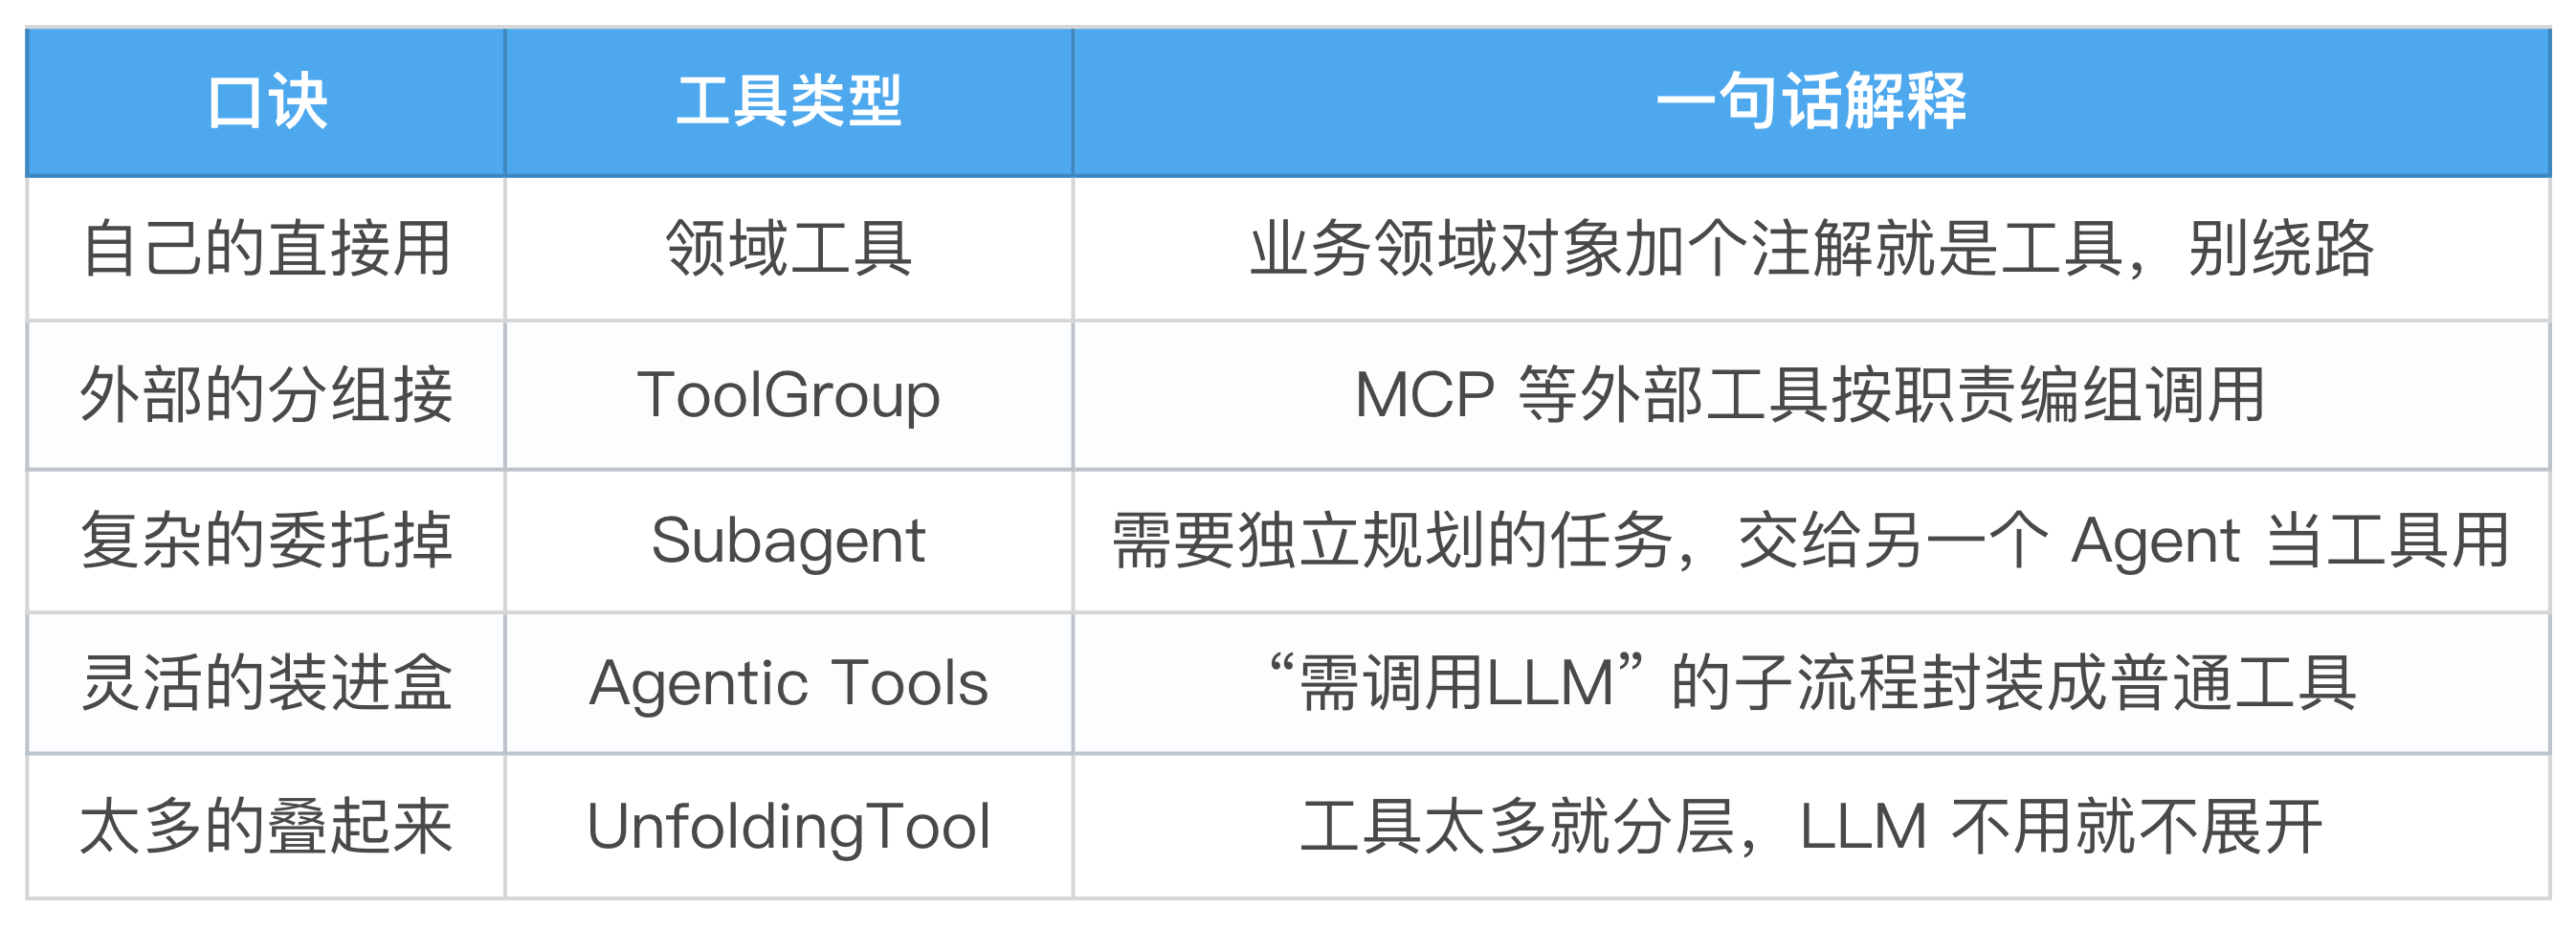 口诀 工具类型 一句话解释
自己的直接用 领域工具 业务领域对象加个注解就是工具，别绕路
外部的分组接 ToolGroup MCP 等外部工具按职责编组调用
复杂的委托掉 Subagent 需要独立规划的任务，交给另一个 Agent 当工具用
灵活的装进盒 Agentic Tools “需调用LLM” 的子流程封装成普通工具
太多的叠起来 UnfoldingTool 工具太多就分层，LLM 不用就不展开